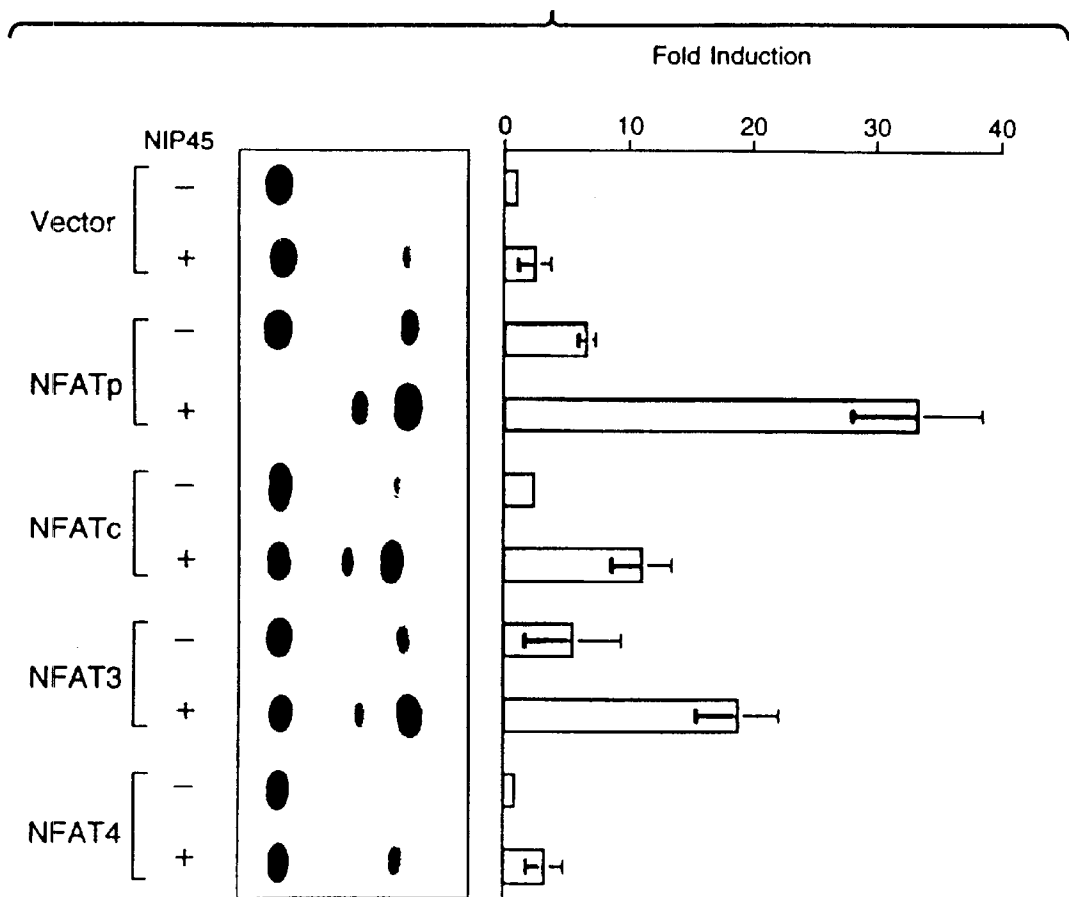 Fold Induction
0 10 20 30 40
NIP45
Vector
−
+
NFATp
−
+
NFATc
−
+
NFAT3
−
+
NFAT4
−
+